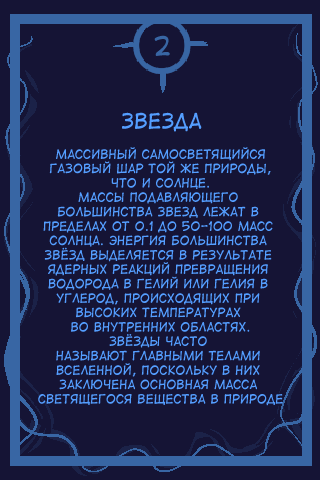 2
ЗВЕЗДА
МАССИВНЫЙ САМОСВЕТЯЩИЙСЯ
ГАЗОВЫЙ ШАР ТОЙ ЖЕ ПРИРОДЫ,
ЧТО И СОЛНЦЕ.
МАССЫ ПОДАВЛЯЮЩЕГО
БОЛЬШИНСТВА ЗВЕЗД ЛЕЖАТ В
ПРЕДЕЛАХ ОТ 0.1 ДО 50-100 МАСС
СОЛНЦА. ЭНЕРГИЯ БОЛЬШИНСТВА
ЗВЁЗД ВЫДЕЛЯЕТСЯ В РЕЗУЛЬТАТЕ
ЯДЕРНЫХ РЕАКЦИЙ ПРЕВРАЩЕНИЯ
ВОДОРОДА В ГЕЛИЙ ИЛИ ГЕЛИЯ В
УГЛЕРОД, ПРОИСХОДЯЩИХ ПРИ
ВЫСОКИХ ТЕМПЕРАТУРАХ
ВО ВНУТРЕННИХ ОБЛАСТЯХ.
ЗВЁЗДЫ ЧАСТО
НАЗЫВАЮТ ГЛАВНЫМИ ТЕЛАМИ
ВСЕЛЕННОЙ, ПОСКОЛЬКУ В НИХ
ЗАКЛЮЧЕНА ОСНОВНАЯ МАССА
СВЕТЯЩЕГОСЯ ВЕЩЕСТВА В ПРИРОДЕ